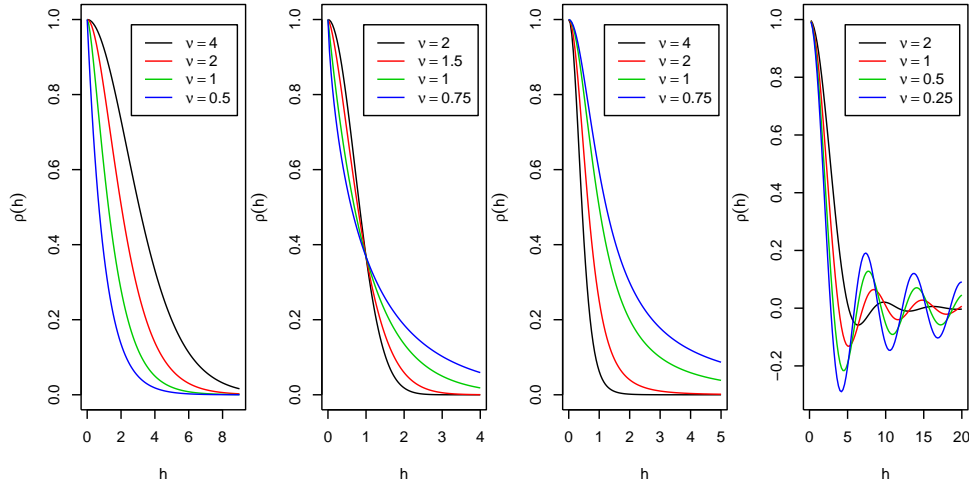 ν = 4
ν = 2
ν = 1
ν = 0.5
0.0
0.2
0.4
0.6
0.8
1.0
ρ(h)
0 2 4 6 8
h
ν = 2
ν = 1.5
ν = 1
ν = 0.75
0.0
0.2
0.4
0.6
0.8
1.0
ρ(h)
0 1 2 3 4
h
ν = 4
ν = 2
ν = 1
ν = 0.75
0.0
0.2
0.4
0.6
0.8
1.0
ρ(h)
0 1 2 3 4 5
h
ν = 2
ν = 1
ν = 0.5
ν = 0.25
−0.2
0.0
0.2
0.4
0.6
0.8
1.0
ρ(h)
0 5 10 15 20
h